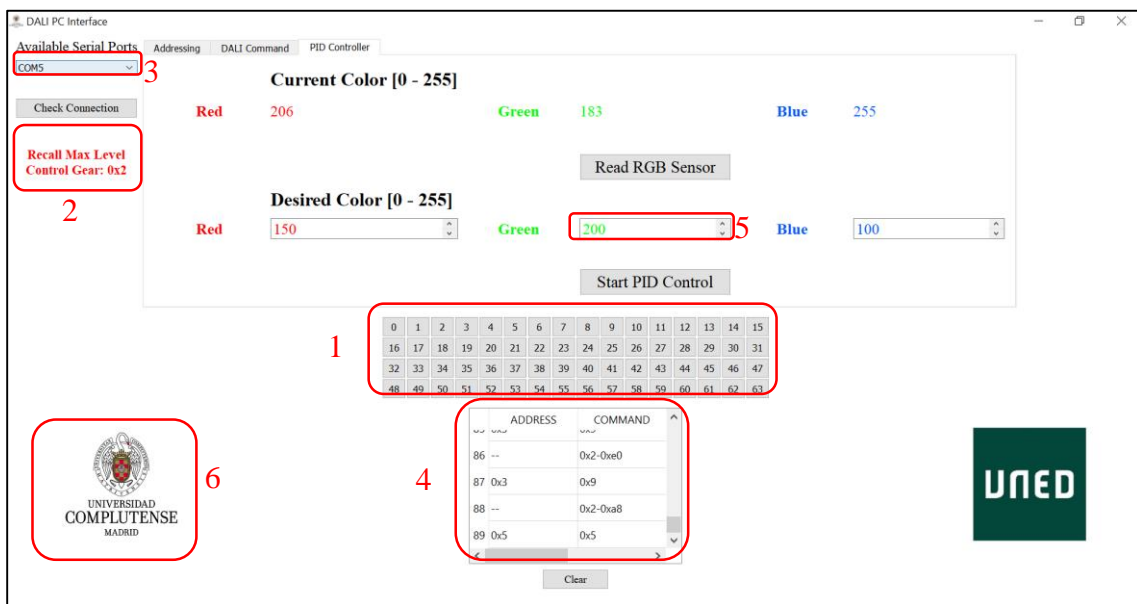 DALI PC Interface
Available Serial Ports
Addressing DALI Command PID Controller
COM5
3
Current Color [0 - 255]
Check Connection
Red 206 Green 183 Blue 255
Recall Max Level
Control Gear: 0x2
2
Read RGB Sensor
Desired Color [0 - 255]
Red 150 Green 200 5 Blue 100
Start PID Control
1
0 1 2 3 4 5 6 7 8 9 10 11 12 13 14 15
16 17 18 19 20 21 22 23 24 25 26 27 28 29 30 31
32 33 34 35 36 37 38 39 40 41 42 43 44 45 46 47
48 49 50 51 52 53 54 55 56 57 58 59 60 61 62 63
ADDRESS COMMAND
86 -- 0x2-0xe0
87 0x3 0x9
88 -- 0x2-0xa8
89 0x5 0x5
4
Clear
UNIVERSIDAD
COMPLUTENSE
MADRID
6
UNED